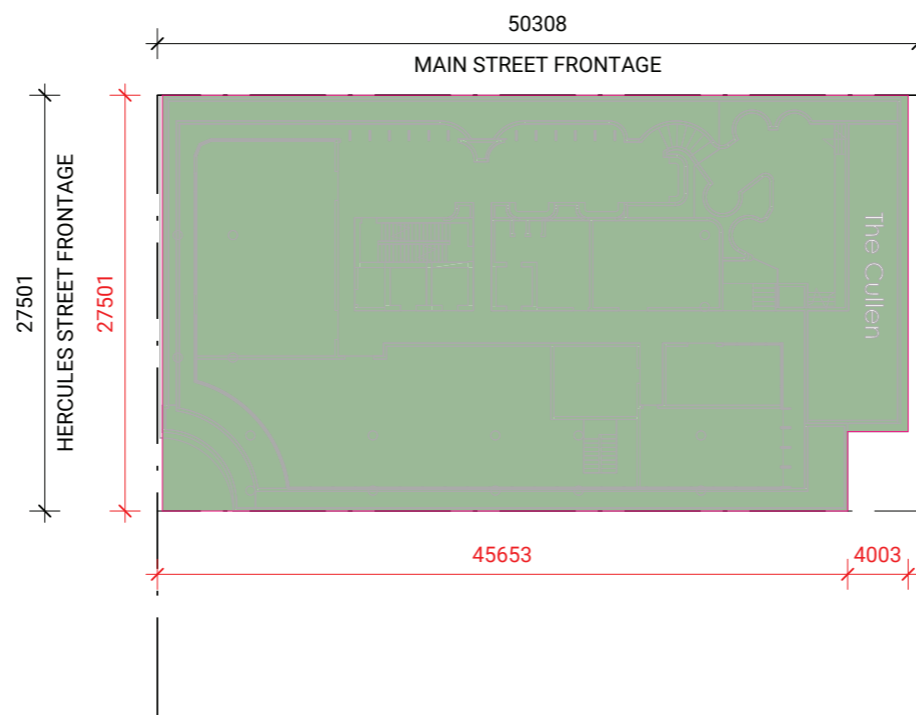 50308
MAIN STREET FRONTAGE
27501
HERCULES STREET FRONTAGE
27501
The Cullen
45653
4003